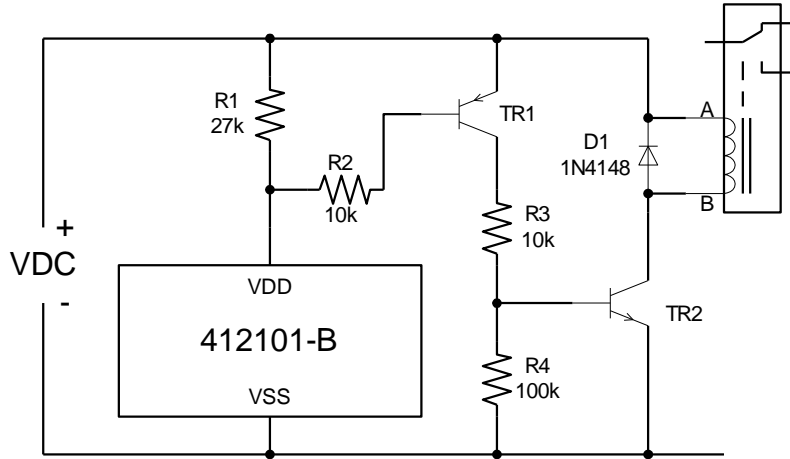 R1
27k
R2
10k
TR1
A
D1
1N4148
B
R3
10k
+
VDC
-
VDD
412101-B
VSS
TR2
R4
100k